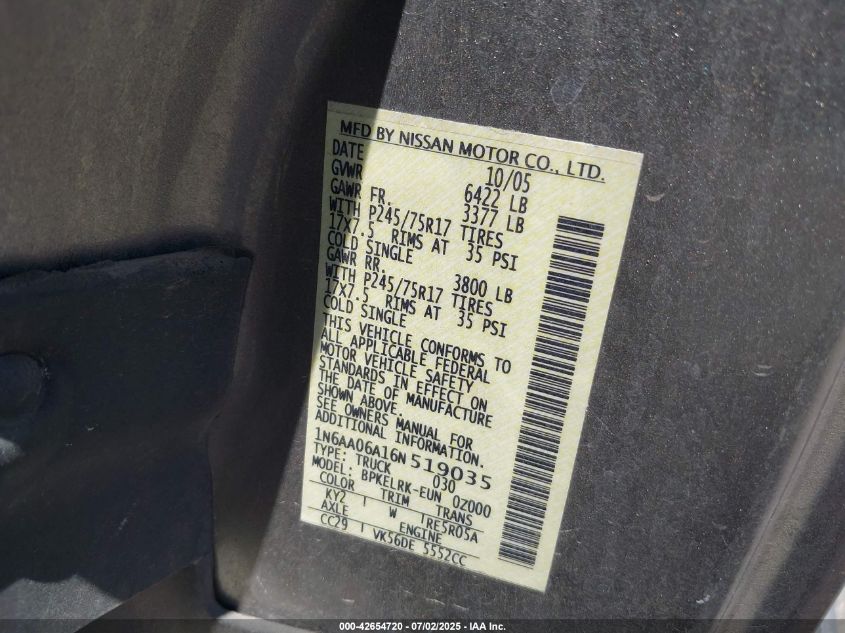 MFD BY NISSAN MOTOR CO., LTD.
DATE 10/05
GVWR 6422 LB
GAWR FR. 3377 LB
WITH P245/75R17 TIRES
17X7.5 RIMS AT 35 PSI
COLD SINGLE
GAWR RR. 3800 LB
WITH P245/75R17 TIRES
17X7.5 RIMS AT 35 PSI
COLD SINGLE
THIS VEHICLE CONFORMS TO
ALL APPLICABLE FEDERAL
MOTOR VEHICLE SAFETY
STANDARDS IN EFFECT ON
THE DATE OF MANUFACTURE
SHOWN ABOVE.
SEE OWNERS MANUAL FOR
ADDITIONAL INFORMATION.
1N6AA06A16N519035
TYPE: TRUCK 030
MODEL: BPKELRK-EUN 0Z000
COLOR TRIM TRANS
KY2 W RE5R05A
AXLE ENGINE
CC29 VK56DE 5552CC
000-42654720 - 07/02/2025 - IAA Inc.